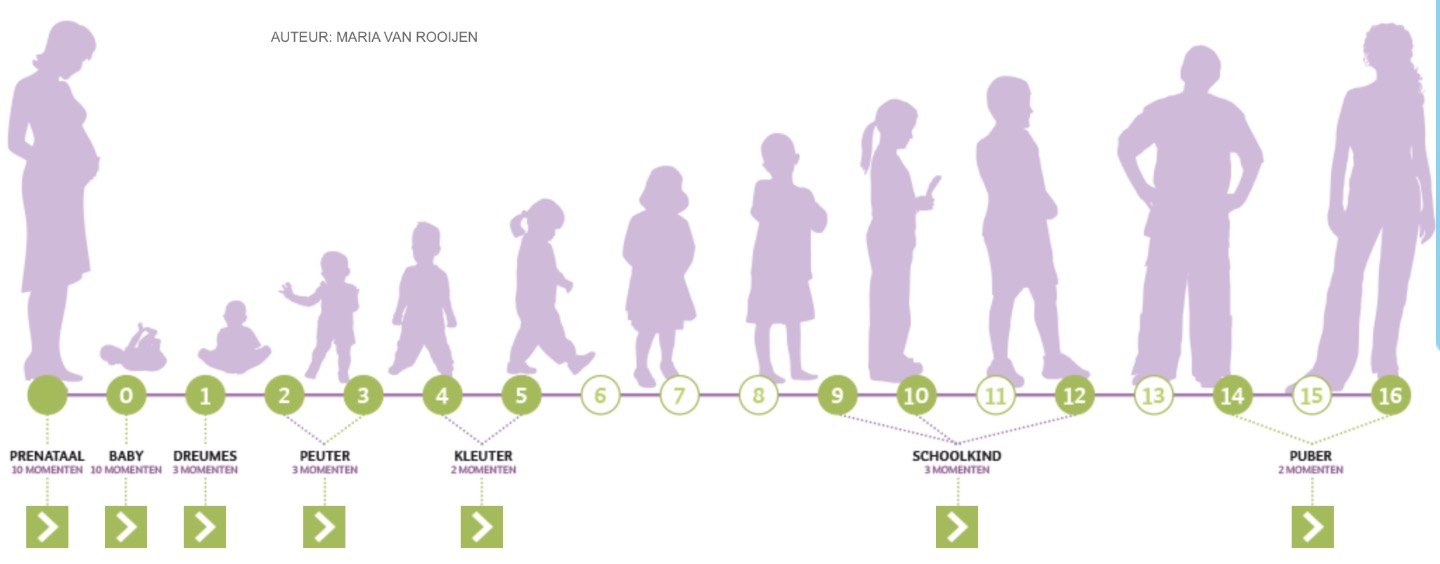 AUTEUR: MARIA VAN ROOIJEN
0 1 2 3 4 5 6 7 8 9 10 11 12 13 14 15 16
PRENATAAL BABY DREUMES PEUTER KLEUTER SCHOOLKIND PUBER
10 MOMENTEN 10 MOMENTEN 3 MOMENTEN 3 MOMENTEN 2 MOMENTEN 3 MOMENTEN 2 MOMENTEN